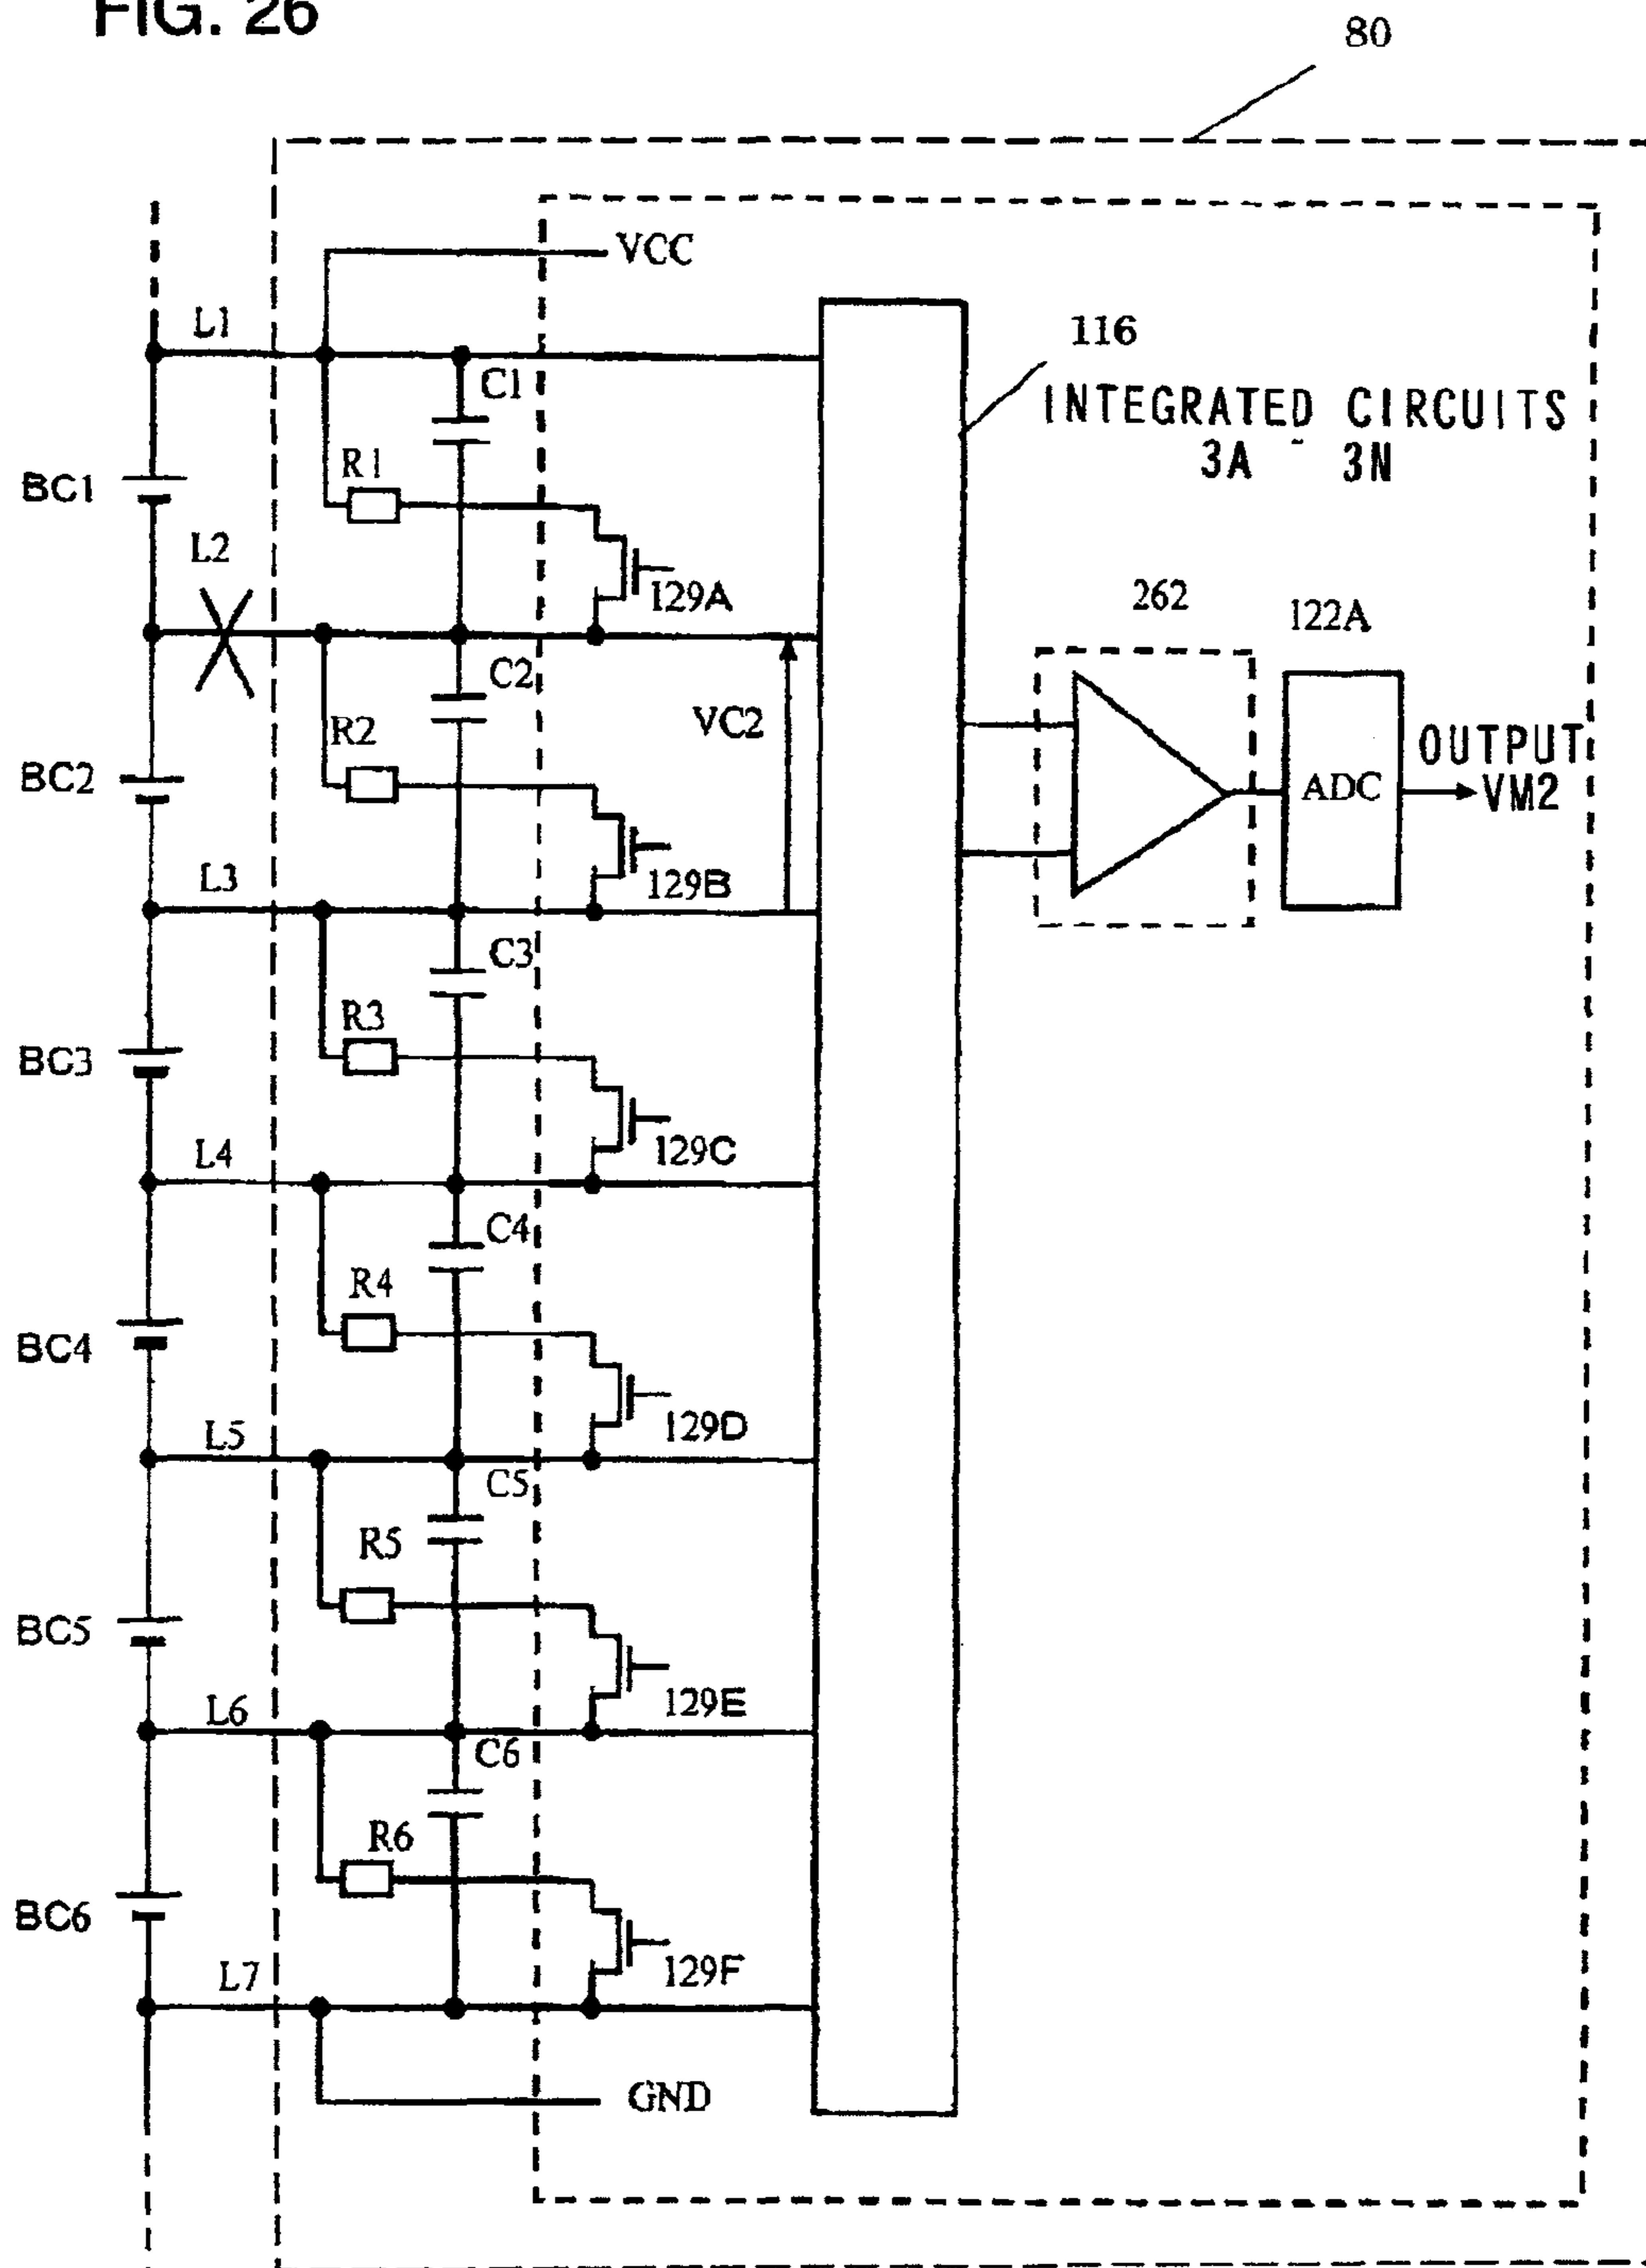 FIG. 26
80
VCC
L1
C1
116
INTEGRATED CIRCUITS
3A ~ 3N
R1
BC1
L2
129A
262
122A
C2
VC2
R2
OUTPUT
VM2
ADC
BC2
L3
129B
C3
R3
BC3
L4
129C
C4
R4
BC4
L5
129D
C5
R5
BC5
L6
129E
C6
R6
BC6
L7
129F
GND